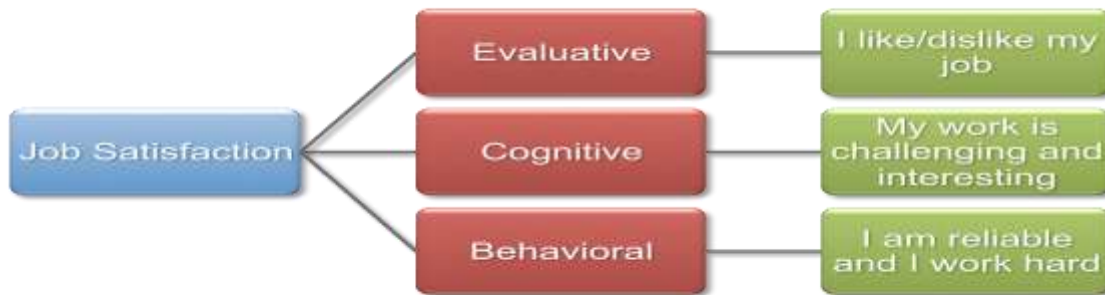 Job Satisfaction
Evaluative
I like/dislike my
job
Cognitive
My work is
challenging and
interesting
Behavioral
I am reliable
and I work hard